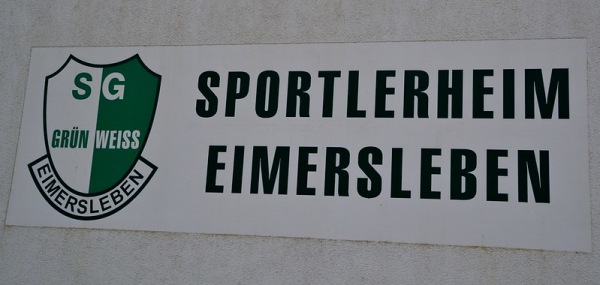 SG
GRÜN WEISS
EIMERSLEBEN
SPORTLERHEIM
EIMERSLEBEN